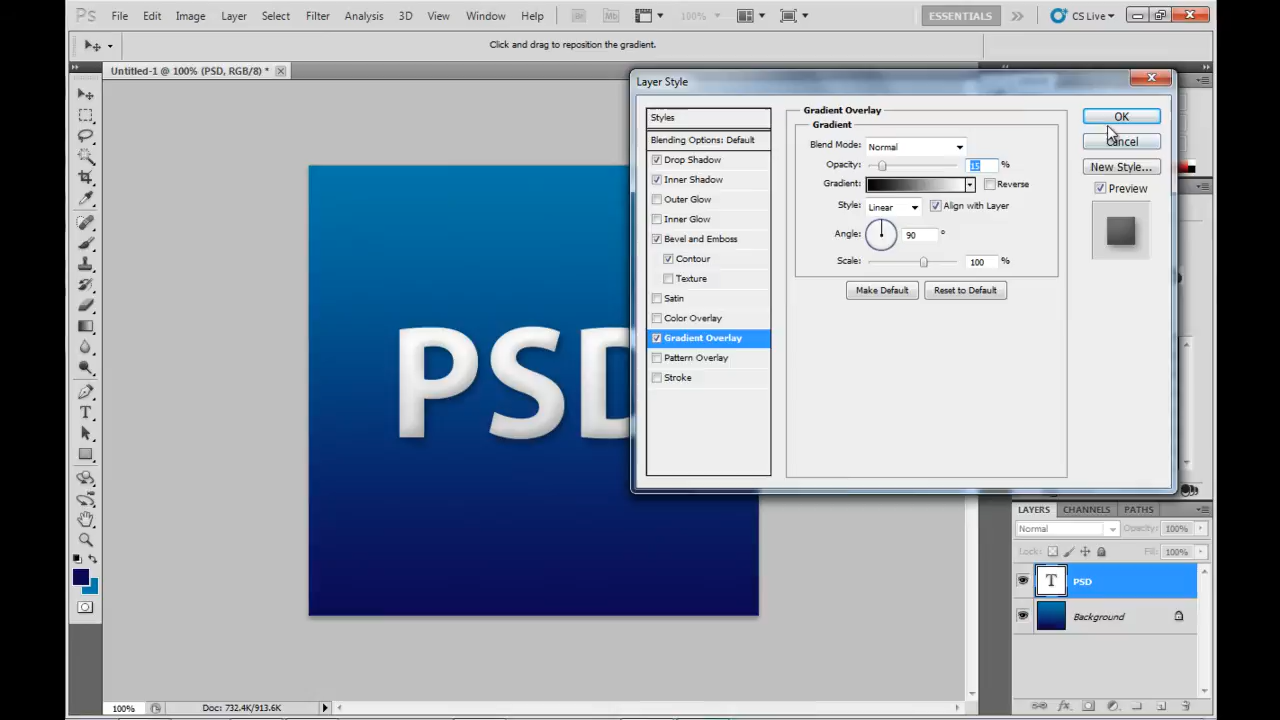 Ps File Edit Image Layer Select Filter Analysis 3D View Window Help Br Mb 100% ESSENTIALS CS Live
Click and drag to reposition the gradient.
Untitled-1 @ 100% (PSD, RGB/8) *
Layer Style
Styles
Blending Options: Default
Drop Shadow
Inner Shadow
Outer Glow
Inner Glow
Bevel and Emboss
Contour
Texture
Satin
Color Overlay
Gradient Overlay
Pattern Overlay
Stroke
Gradient Overlay
Gradient
Blend Mode: Normal
Opacity: 15 %
Gradient: Reverse
Style: Linear Align with Layer
Angle: 90 °
Scale: 100 %
Make Default Reset to Default
OK
Cancel
New Style...
Preview
PSD
LAYERS CHANNELS PATHS
Normal Opacity: 100%
Lock: Fill: 100%
T PSD
Background
100% Doc: 732.4K/913.6K